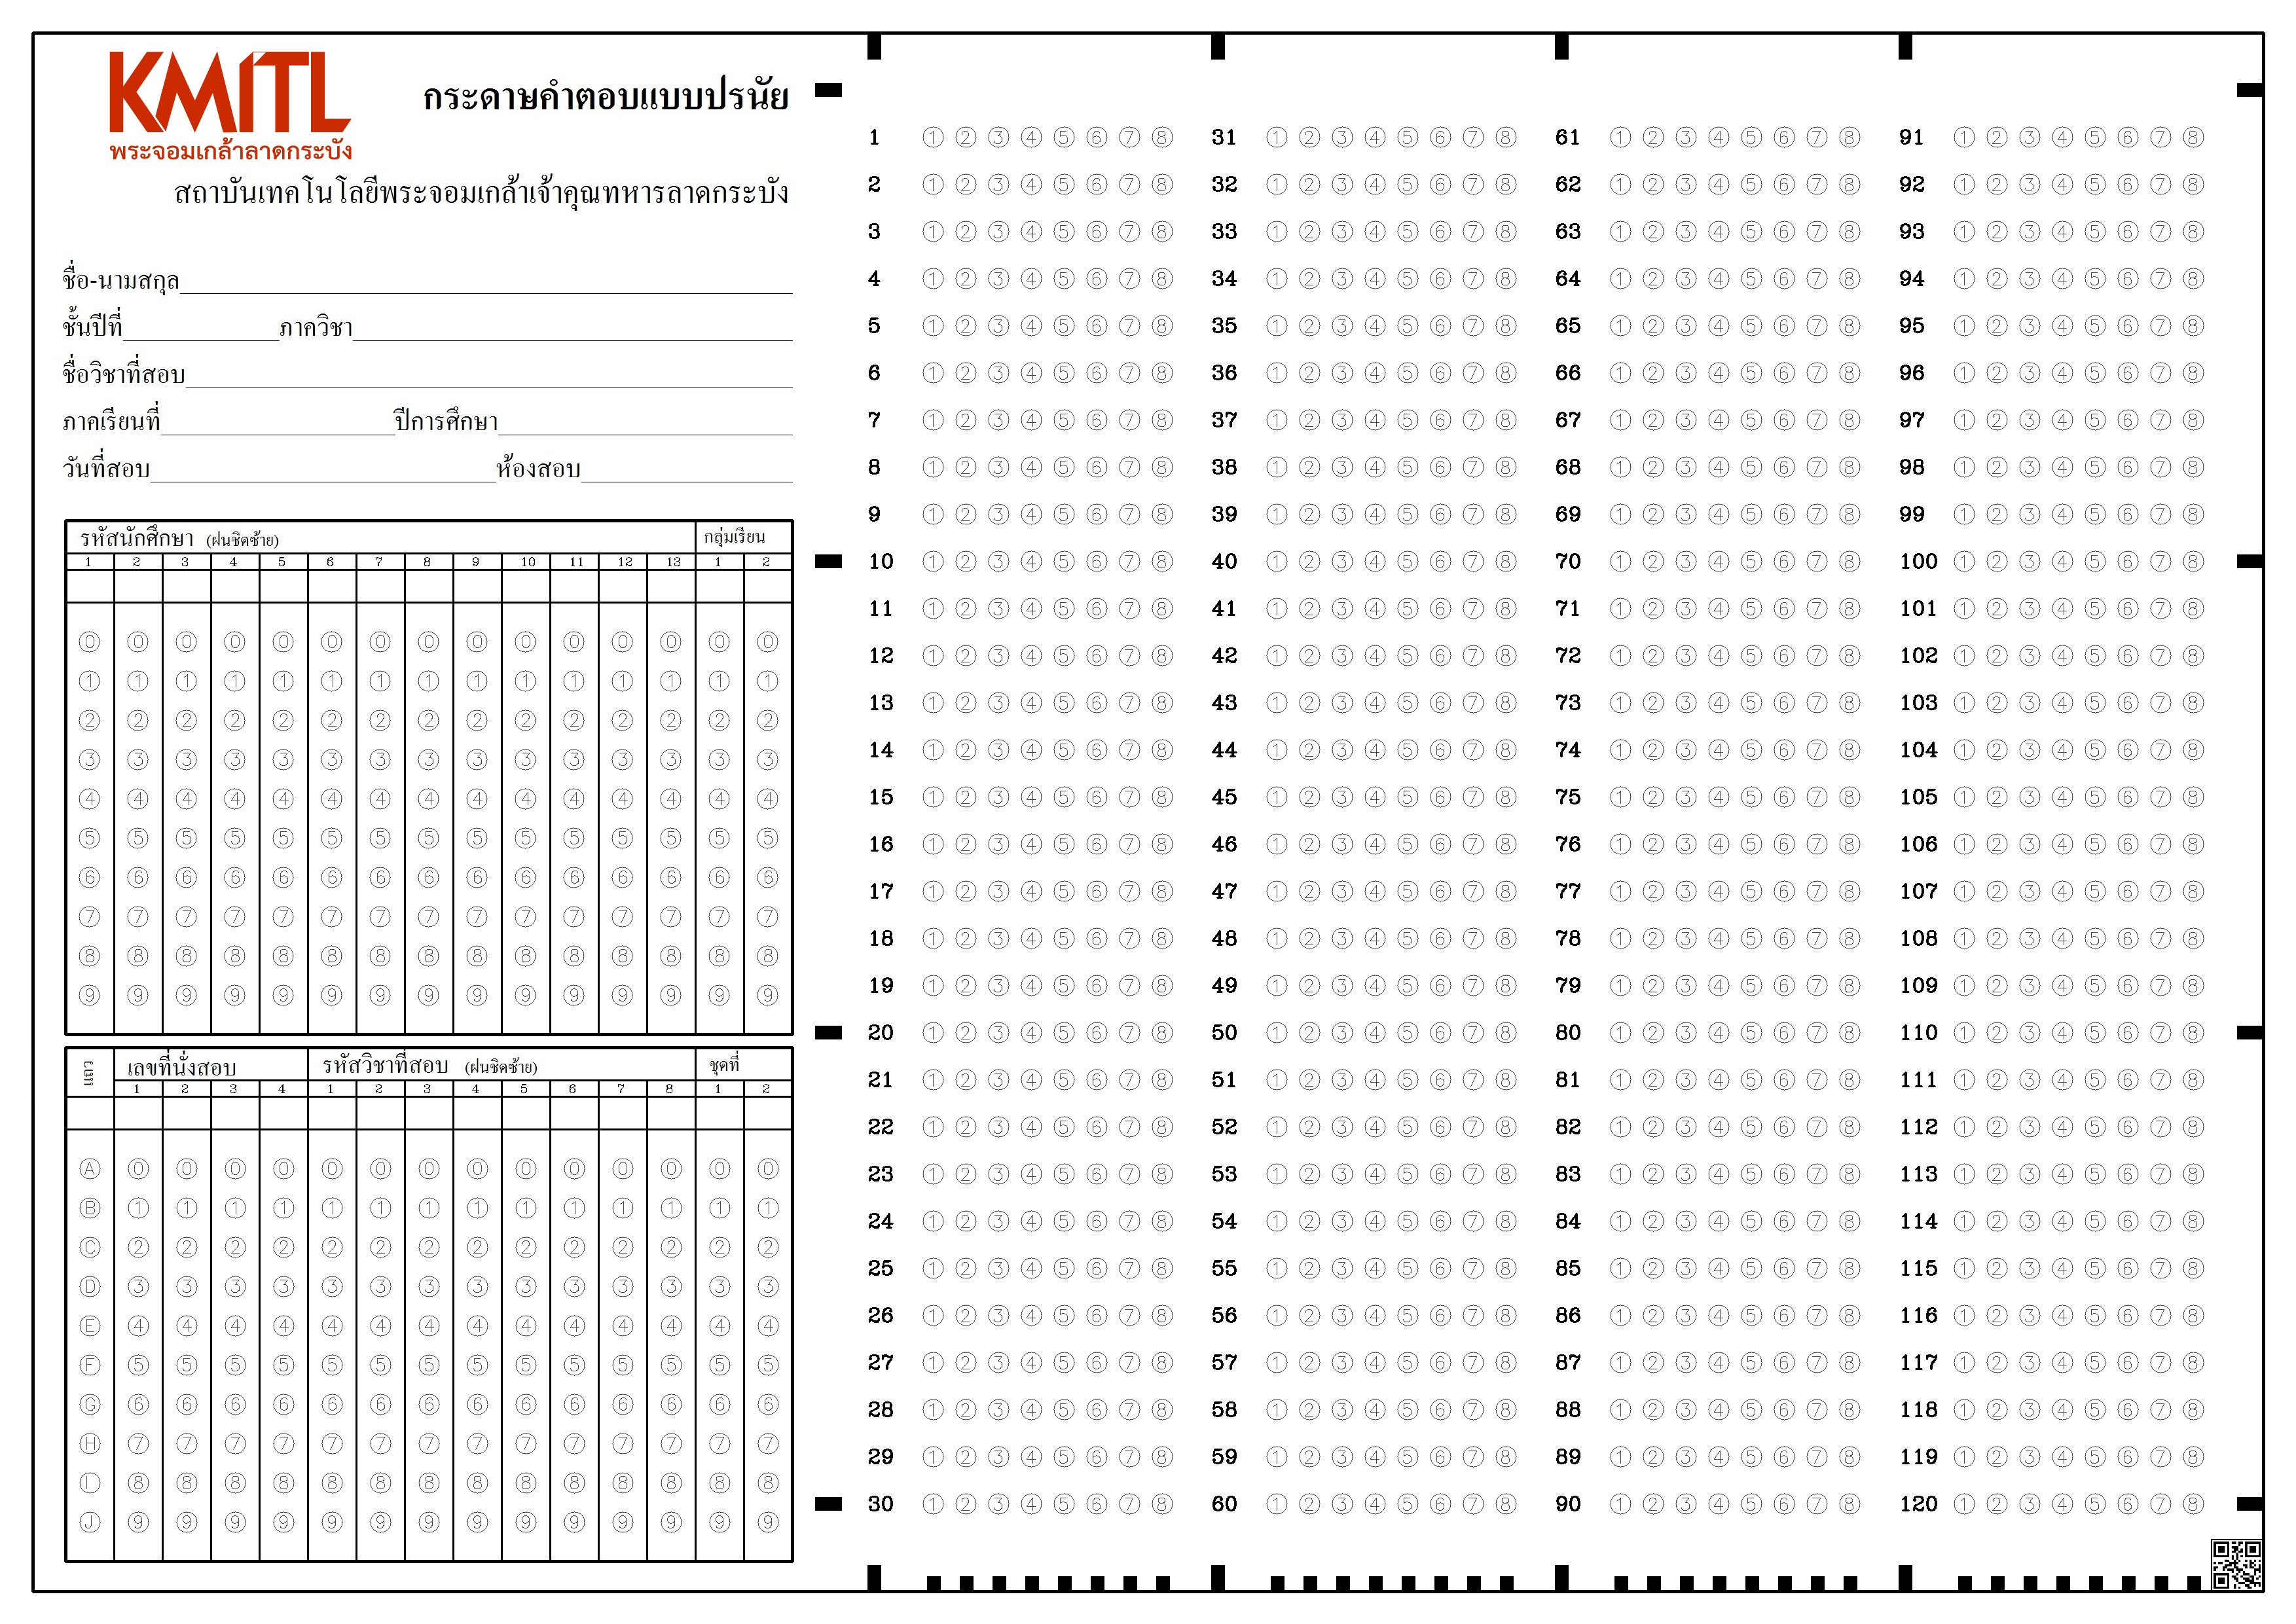 KMITL
พระจอมเกล้าลาดกระบัง
กระดาษคำตอบแบบปรนัย
สถาบันเทคโนโลยีพระจอมเกล้าเจ้าคุณทหารลาดกระบัง
ชื่อ-นามสกุล
ชั้นปีที่ ภาควิชา
ชื่อวิชาที่สอบ
ภาคเรียนที่ ปีการศึกษา
วันที่สอบ ห้องสอบ
รหัสนักศึกษา (ฝนชิดซ้าย) กลุ่มเรียน
1 2 3 4 5 6 7 8 9 10 11 12 13 1 2
0 0 0 0 0 0 0 0 0 0 0 0 0 0 0
1 1 1 1 1 1 1 1 1 1 1 1 1 1 1
2 2 2 2 2 2 2 2 2 2 2 2 2 2 2
3 3 3 3 3 3 3 3 3 3 3 3 3 3 3
4 4 4 4 4 4 4 4 4 4 4 4 4 4 4
5 5 5 5 5 5 5 5 5 5 5 5 5 5 5
6 6 6 6 6 6 6 6 6 6 6 6 6 6 6
7 7 7 7 7 7 7 7 7 7 7 7 7 7 7
8 8 8 8 8 8 8 8 8 8 8 8 8 8 8
9 9 9 9 9 9 9 9 9 9 9 9 9 9 9
แถว เลขที่นั่งสอบ รหัสวิชาที่สอบ (ฝนชิดซ้าย) ชุดที่
1 2 3 4 1 2 3 4 5 6 7 8 1 2
A 0 0 0 0 0 0 0 0 0 0 0 0 0 0
B 1 1 1 1 1 1 1 1 1 1 1 1 1 1
C 2 2 2 2 2 2 2 2 2 2 2 2 2 2
D 3 3 3 3 3 3 3 3 3 3 3 3 3 3
E 4 4 4 4 4 4 4 4 4 4 4 4 4 4
F 5 5 5 5 5 5 5 5 5 5 5 5 5 5
G 6 6 6 6 6 6 6 6 6 6 6 6 6 6
H 7 7 7 7 7 7 7 7 7 7 7 7 7 7
I 8 8 8 8 8 8 8 8 8 8 8 8 8 8
J 9 9 9 9 9 9 9 9 9 9 9 9 9 9
1 1 2 3 4 5 6 7 8 31 1 2 3 4 5 6 7 8 61 1 2 3 4 5 6 7 8 91 1 2 3 4 5 6 7 8
2 1 2 3 4 5 6 7 8 32 1 2 3 4 5 6 7 8 62 1 2 3 4 5 6 7 8 92 1 2 3 4 5 6 7 8
3 1 2 3 4 5 6 7 8 33 1 2 3 4 5 6 7 8 63 1 2 3 4 5 6 7 8 93 1 2 3 4 5 6 7 8
4 1 2 3 4 5 6 7 8 34 1 2 3 4 5 6 7 8 64 1 2 3 4 5 6 7 8 94 1 2 3 4 5 6 7 8
5 1 2 3 4 5 6 7 8 35 1 2 3 4 5 6 7 8 65 1 2 3 4 5 6 7 8 95 1 2 3 4 5 6 7 8
6 1 2 3 4 5 6 7 8 36 1 2 3 4 5 6 7 8 66 1 2 3 4 5 6 7 8 96 1 2 3 4 5 6 7 8
7 1 2 3 4 5 6 7 8 37 1 2 3 4 5 6 7 8 67 1 2 3 4 5 6 7 8 97 1 2 3 4 5 6 7 8
8 1 2 3 4 5 6 7 8 38 1 2 3 4 5 6 7 8 68 1 2 3 4 5 6 7 8 98 1 2 3 4 5 6 7 8
9 1 2 3 4 5 6 7 8 39 1 2 3 4 5 6 7 8 69 1 2 3 4 5 6 7 8 99 1 2 3 4 5 6 7 8
10 1 2 3 4 5 6 7 8 40 1 2 3 4 5 6 7 8 70 1 2 3 4 5 6 7 8 100 1 2 3 4 5 6 7 8
11 1 2 3 4 5 6 7 8 41 1 2 3 4 5 6 7 8 71 1 2 3 4 5 6 7 8 101 1 2 3 4 5 6 7 8
12 1 2 3 4 5 6 7 8 42 1 2 3 4 5 6 7 8 72 1 2 3 4 5 6 7 8 102 1 2 3 4 5 6 7 8
13 1 2 3 4 5 6 7 8 43 1 2 3 4 5 6 7 8 73 1 2 3 4 5 6 7 8 103 1 2 3 4 5 6 7 8
14 1 2 3 4 5 6 7 8 44 1 2 3 4 5 6 7 8 74 1 2 3 4 5 6 7 8 104 1 2 3 4 5 6 7 8
15 1 2 3 4 5 6 7 8 45 1 2 3 4 5 6 7 8 75 1 2 3 4 5 6 7 8 105 1 2 3 4 5 6 7 8
16 1 2 3 4 5 6 7 8 46 1 2 3 4 5 6 7 8 76 1 2 3 4 5 6 7 8 106 1 2 3 4 5 6 7 8
17 1 2 3 4 5 6 7 8 47 1 2 3 4 5 6 7 8 77 1 2 3 4 5 6 7 8 107 1 2 3 4 5 6 7 8
18 1 2 3 4 5 6 7 8 48 1 2 3 4 5 6 7 8 78 1 2 3 4 5 6 7 8 108 1 2 3 4 5 6 7 8
19 1 2 3 4 5 6 7 8 49 1 2 3 4 5 6 7 8 79 1 2 3 4 5 6 7 8 109 1 2 3 4 5 6 7 8
20 1 2 3 4 5 6 7 8 50 1 2 3 4 5 6 7 8 80 1 2 3 4 5 6 7 8 110 1 2 3 4 5 6 7 8
21 1 2 3 4 5 6 7 8 51 1 2 3 4 5 6 7 8 81 1 2 3 4 5 6 7 8 111 1 2 3 4 5 6 7 8
22 1 2 3 4 5 6 7 8 52 1 2 3 4 5 6 7 8 82 1 2 3 4 5 6 7 8 112 1 2 3 4 5 6 7 8
23 1 2 3 4 5 6 7 8 53 1 2 3 4 5 6 7 8 83 1 2 3 4 5 6 7 8 113 1 2 3 4 5 6 7 8
24 1 2 3 4 5 6 7 8 54 1 2 3 4 5 6 7 8 84 1 2 3 4 5 6 7 8 114 1 2 3 4 5 6 7 8
25 1 2 3 4 5 6 7 8 55 1 2 3 4 5 6 7 8 85 1 2 3 4 5 6 7 8 115 1 2 3 4 5 6 7 8
26 1 2 3 4 5 6 7 8 56 1 2 3 4 5 6 7 8 86 1 2 3 4 5 6 7 8 116 1 2 3 4 5 6 7 8
27 1 2 3 4 5 6 7 8 57 1 2 3 4 5 6 7 8 87 1 2 3 4 5 6 7 8 117 1 2 3 4 5 6 7 8
28 1 2 3 4 5 6 7 8 58 1 2 3 4 5 6 7 8 88 1 2 3 4 5 6 7 8 118 1 2 3 4 5 6 7 8
29 1 2 3 4 5 6 7 8 59 1 2 3 4 5 6 7 8 89 1 2 3 4 5 6 7 8 119 1 2 3 4 5 6 7 8
30 1 2 3 4 5 6 7 8 60 1 2 3 4 5 6 7 8 90 1 2 3 4 5 6 7 8 120 1 2 3 4 5 6 7 8